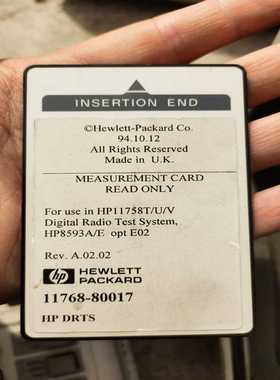 INSERTION END
©Hewlett-Packard Co.
94.10.12
All Rights Reserved
Made in U.K.
MEASUREMENT CARD
READ ONLY
For use in HP11758T/U/V
Digital Radio Test System,
HP8593A/E opt E02
Rev. A.02.02
hp HEWLETT
PACKARD
11768-80017
HP DRTS